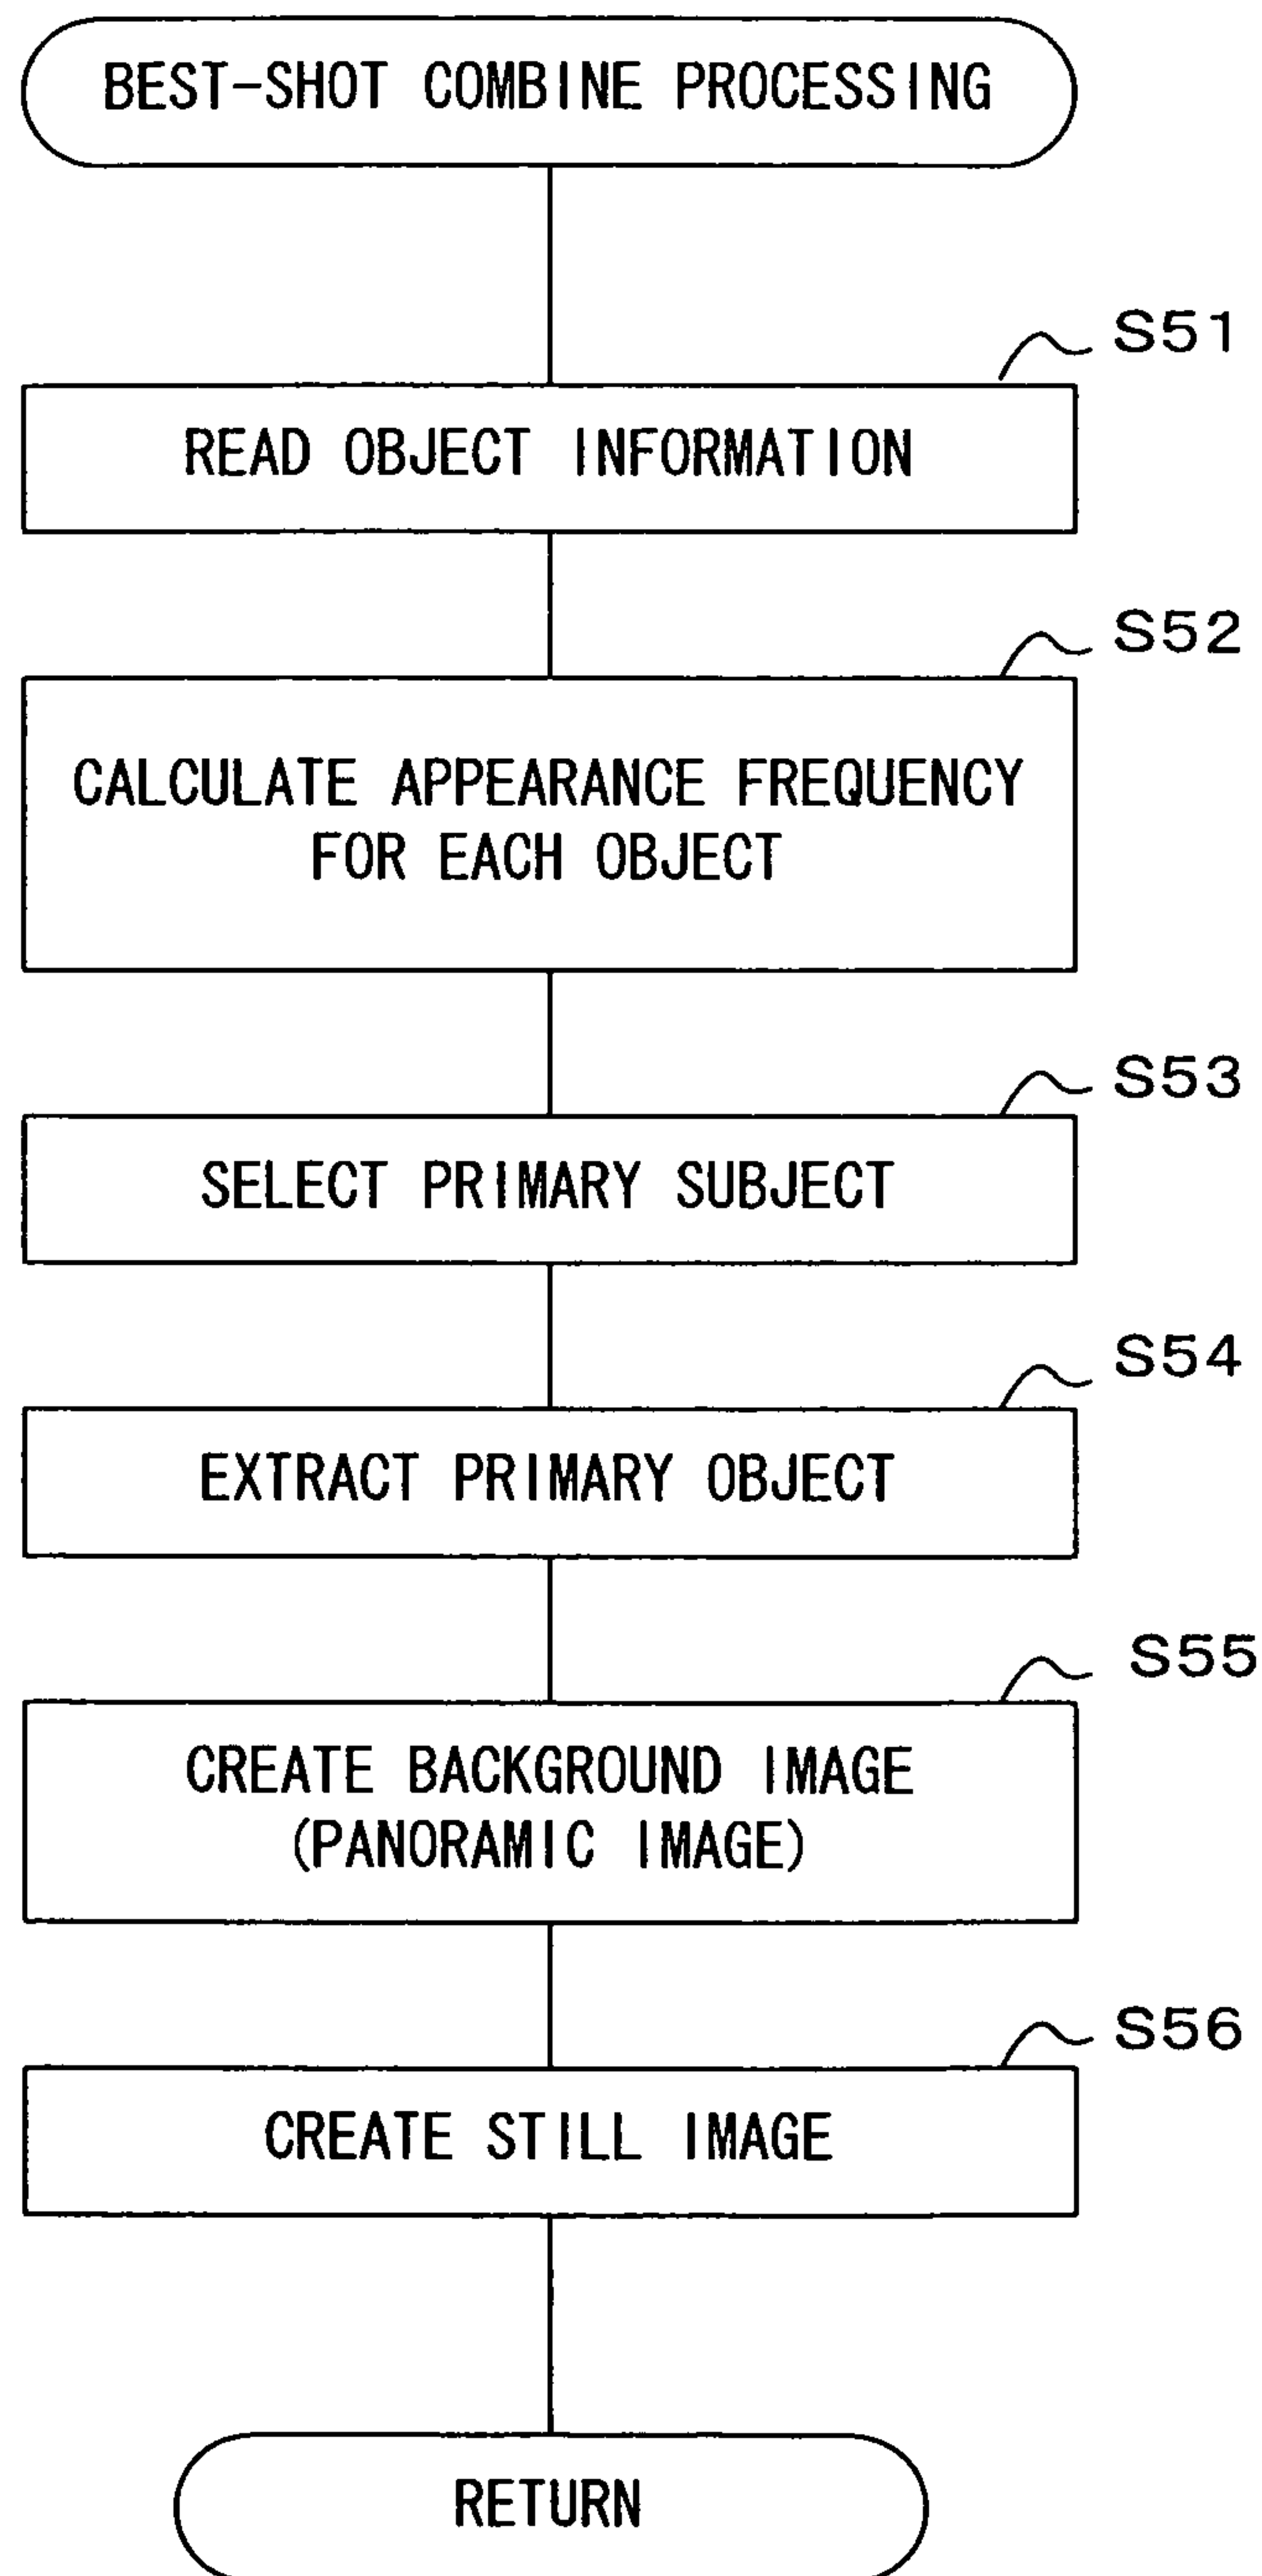 BEST-SHOT COMBINE PROCESSING
S51
READ OBJECT INFORMATION
S52
CALCULATE APPEARANCE FREQUENCY
FOR EACH OBJECT
S53
SELECT PRIMARY SUBJECT
S54
EXTRACT PRIMARY OBJECT
S55
CREATE BACKGROUND IMAGE
(PANORAMIC IMAGE)
S56
CREATE STILL IMAGE
RETURN